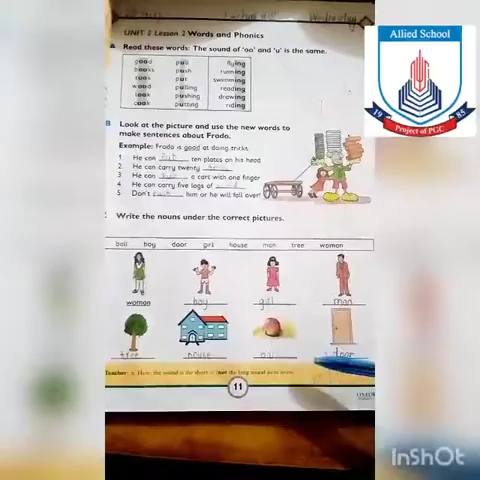 Wednesday
UNIT 2 Lesson 2 Words and Phonics
A Read these words: The sound of 'oo' and 'u' is the same.
good pull flying
books push running
took put swimming
wood pulling reading
look pushing drawing
cook putting riding
B Look at the picture and use the new words to
make sentences about Frodo.
Example: Frodo is good at doing tricks.
1 He can put ten plates on his head
2 He can carry twenty
3 He can a cart with one finger
4 He can carry five logs of
5 Don't him or he will fall over!
Write the nouns under the correct pictures.
ball boy door girl house man tree woman
woman boy girl man
tree house door
Teacher:
11
Allied School
19 85
Project of PGC
InShOt